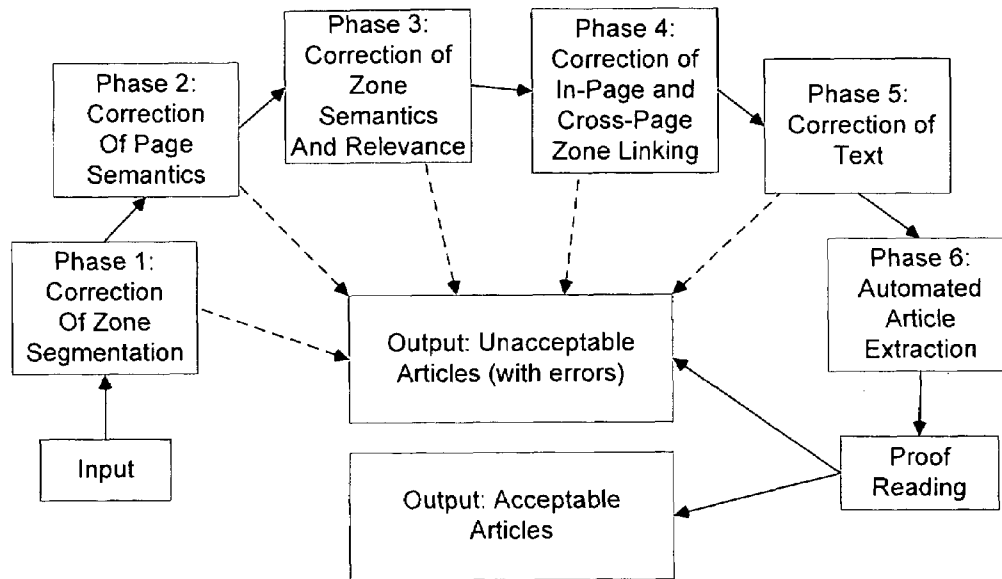 Phase 1:
Correction
Of Zone
Segmentation
Phase 2:
Correction
Of Page
Semantics
Phase 3:
Correction of
Zone
Semantics
And Relevance
Phase 4:
Correction of
In-Page and
Cross-Page
Zone Linking
Phase 5:
Correction of
Text
Phase 6:
Automated
Article
Extraction
Output: Unacceptable
Articles (with errors)
Input
Proof
Reading
Output: Acceptable
Articles